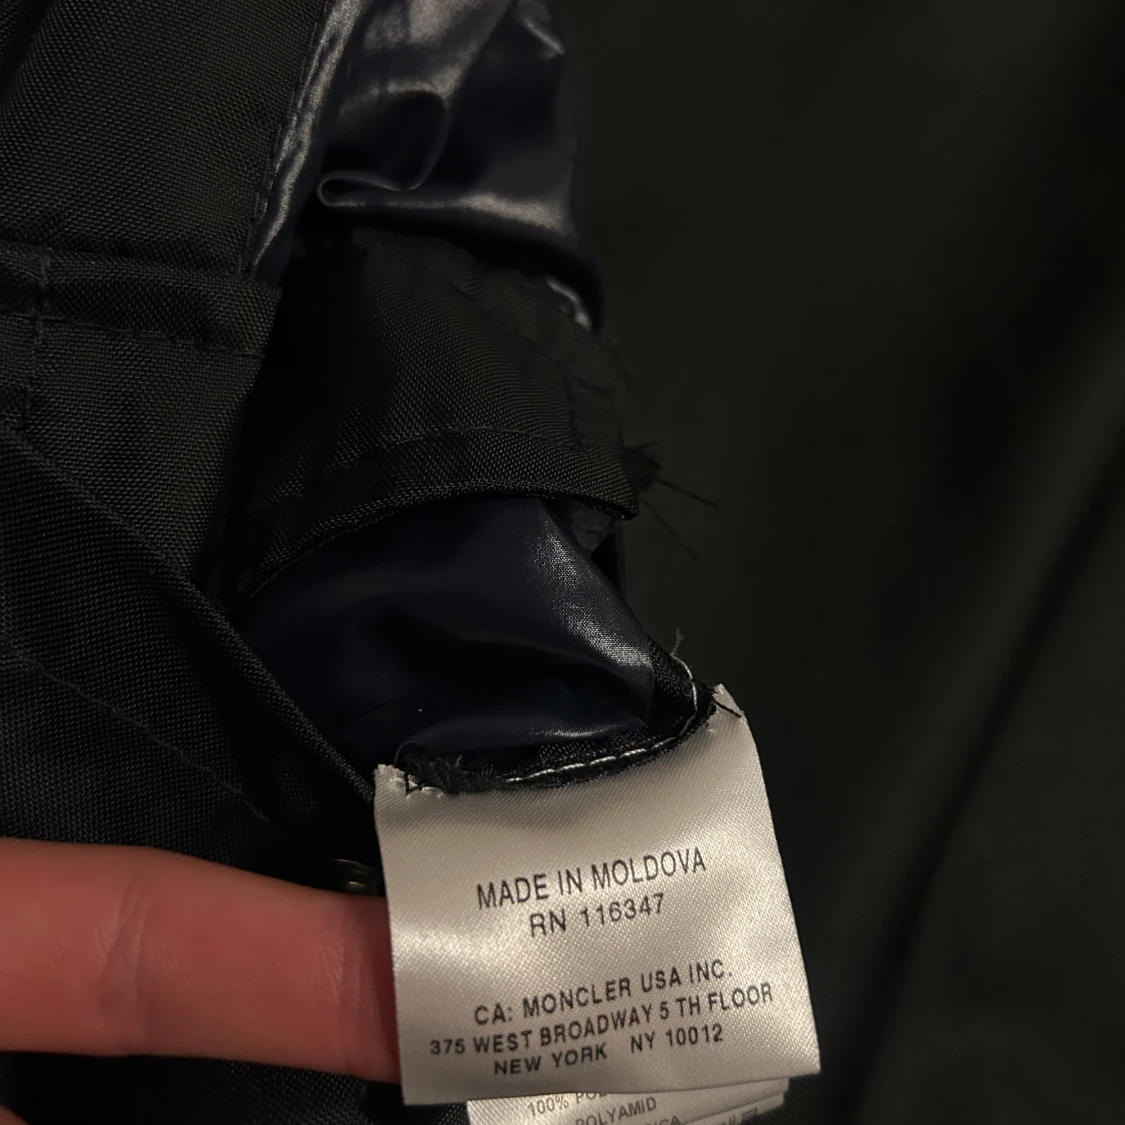 MADE IN MOLDOVA
RN 116347
CA: MONCLER USA INC.
375 WEST BROADWAY 5 TH FLOOR
NEW YORK NY 10012
100%
POLYAMID